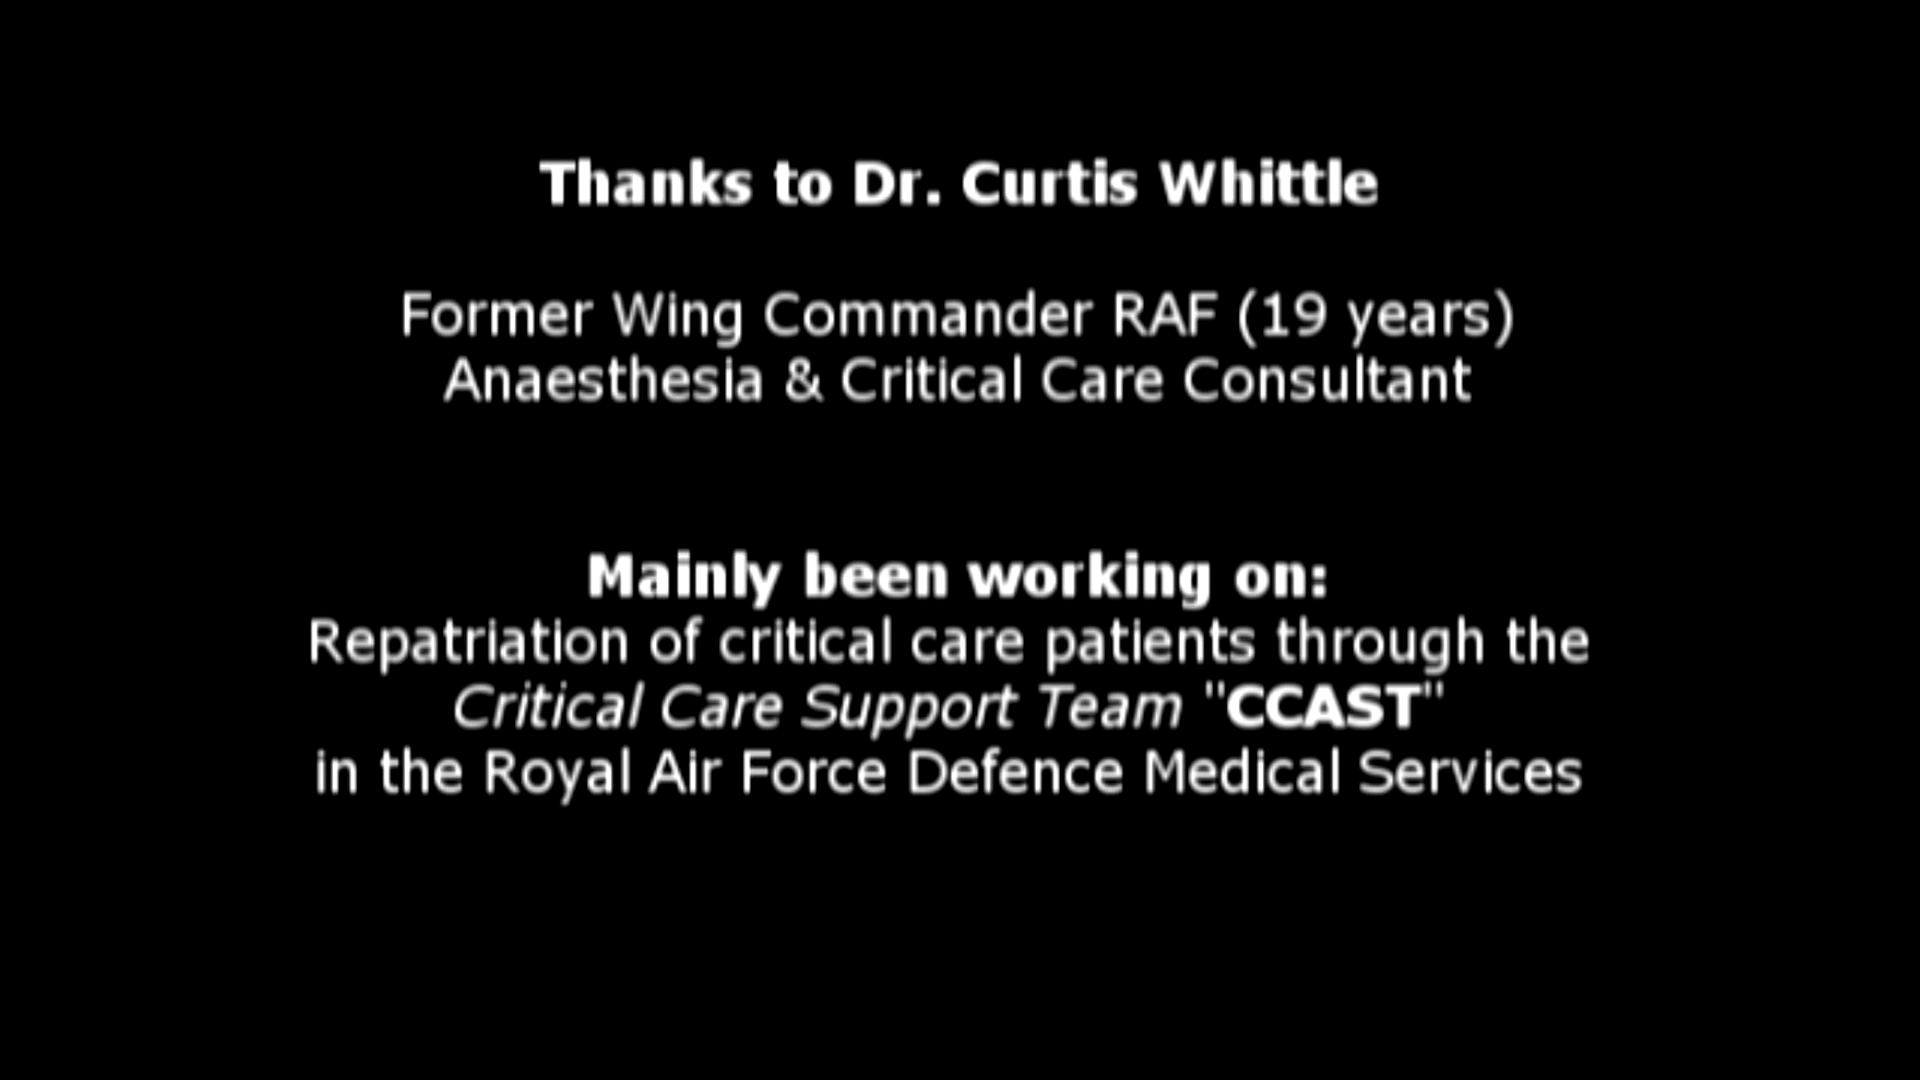 Thanks to Dr. Curtis Whittle
Former Wing Commander RAF (19 years)
Anaesthesia & Critical Care Consultant
Mainly been working on:
Repatriation of critical care patients through the
Critical Care Support Team "CCAST"
in the Royal Air Force Defence Medical Services